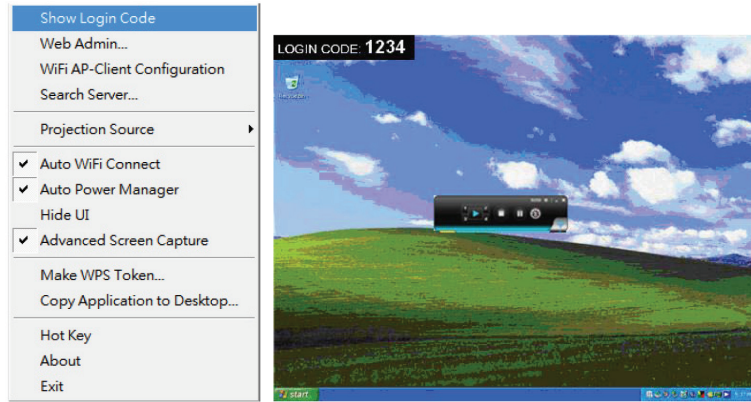 Show Login Code
Web Admin...
WiFi AP-Client Configuration
Search Server...
Projection Source
Auto WiFi Connect
Auto Power Manager
Hide UI
Advanced Screen Capture
Make WPS Token...
Copy Application to Desktop...
Hot Key
About
Exit
LOGIN CODE: 1234
start